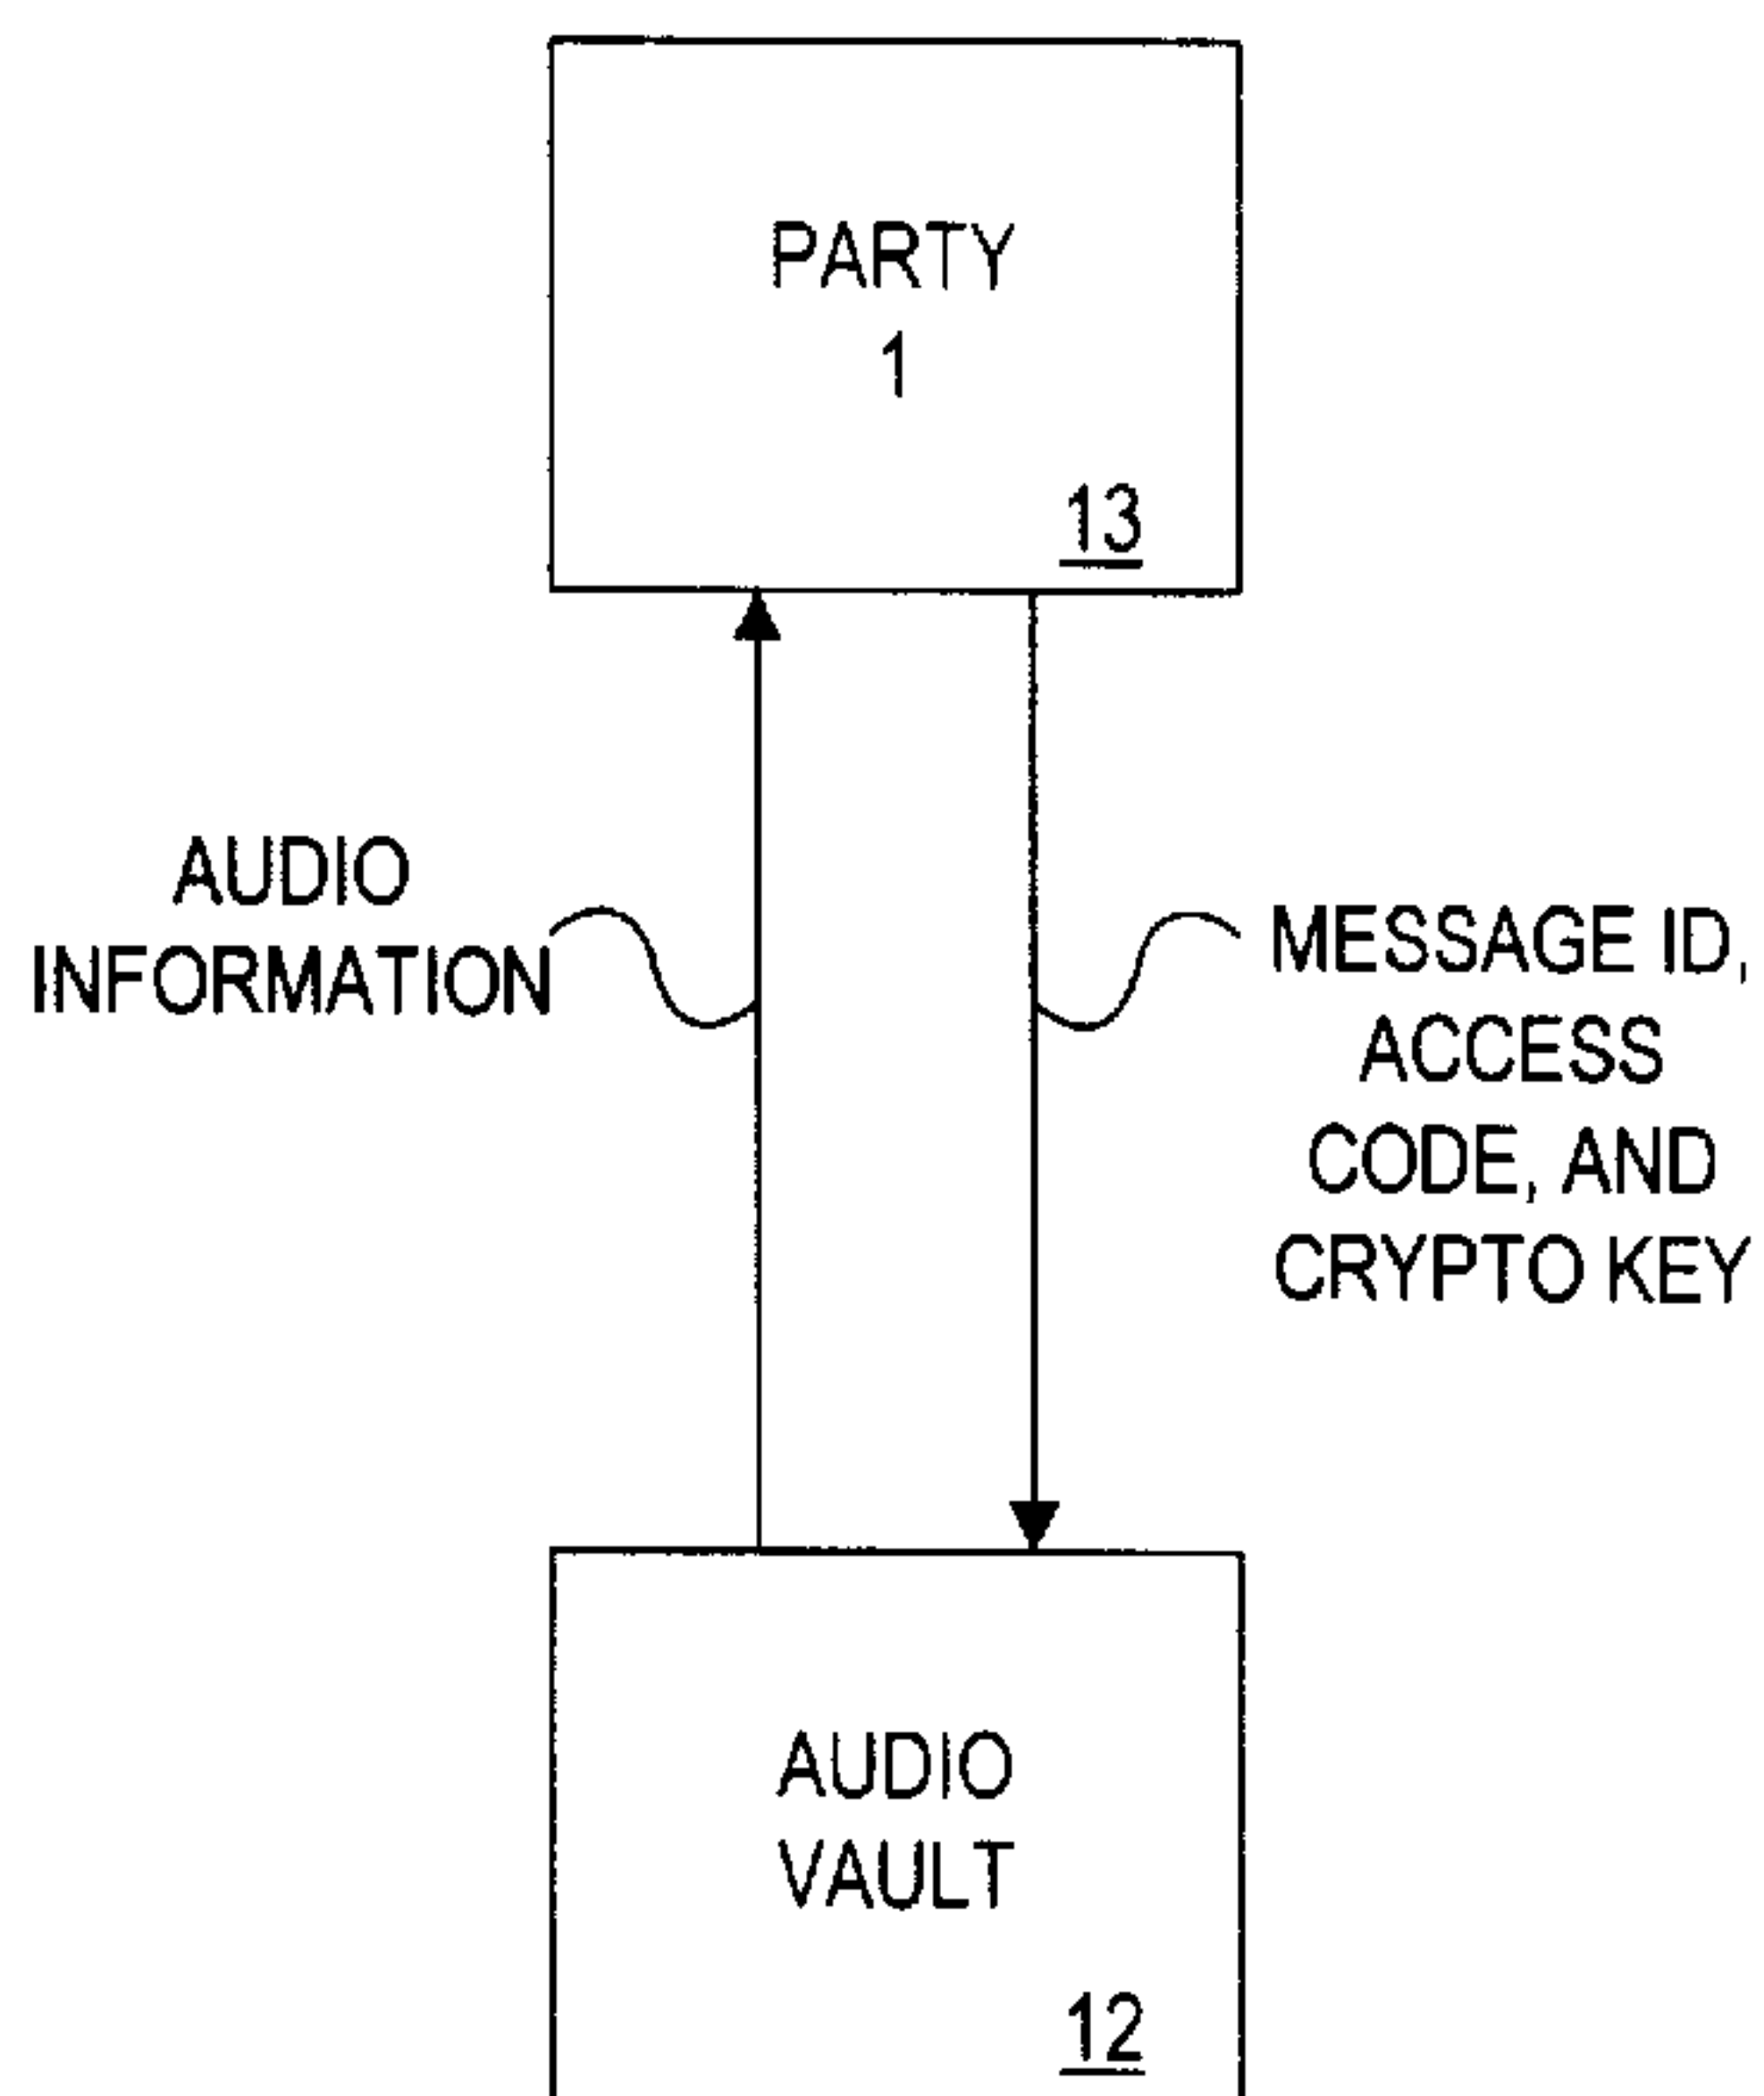 PARTY
1
13
AUDIO
INFORMATION
MESSAGE ID,
ACCESS
CODE, AND
CRYPTO KEY
AUDIO
VAULT
12